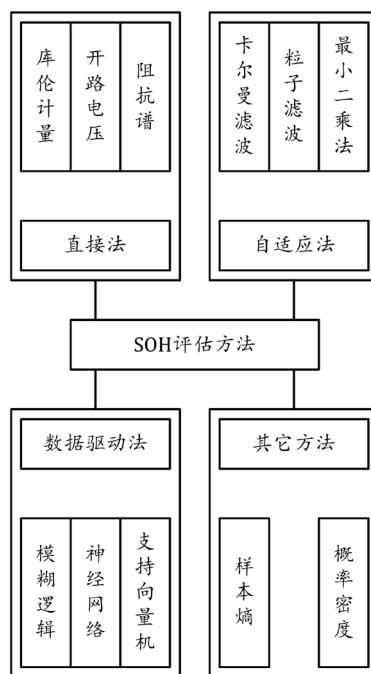 库伦计量
开路电压
阻抗谱
直接法
卡尔曼滤波
粒子滤波
最小二乘法
自适应法
SOH评估方法
数据驱动法
模糊逻辑
神经网络
支持向量机
其它方法
样本熵
概率密度